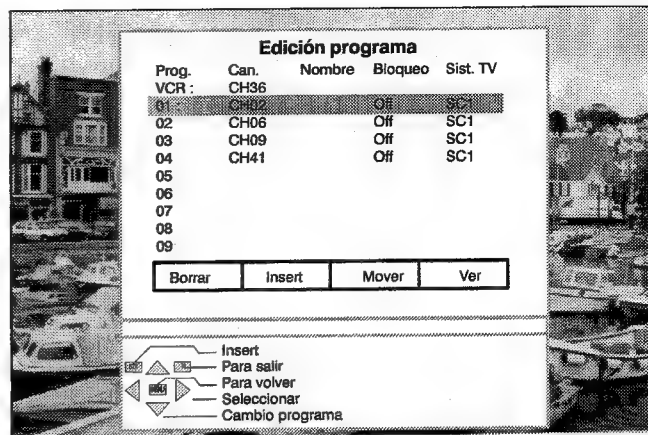 Edición programa
Prog. Can. Nombre Bloqueo Sist. TV
VCR : CH36
01 : CH02 Off SC1
02 CH06 Off SC1
03 CH09 Off SC1
04 CH41 Off SC1
05
06
07
08
09
Borrar Insert Mover Ver
Insert
Para salir
Para volver
Seleccionar
Cambio programa